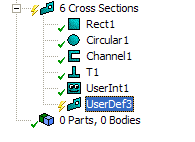 6 Cross Sections
Rect1
Circular1
Channel1
T1
UserInt1
UserDef3
0 Parts, 0 Bodies